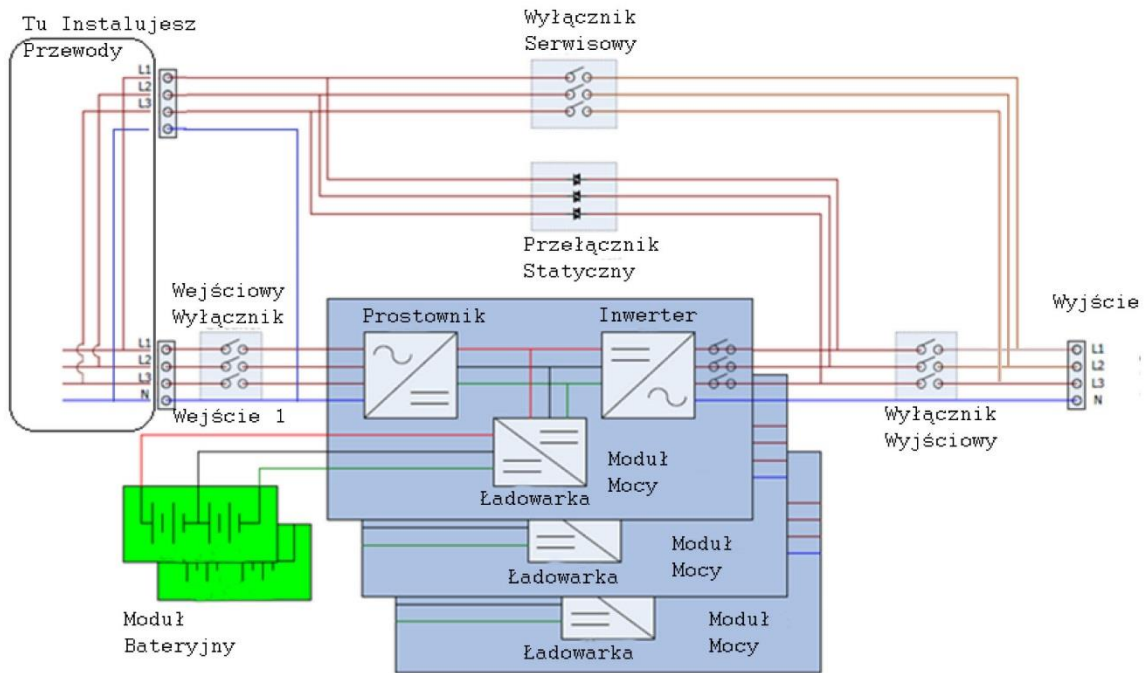 Tu Instalujesz
Przewody
L1
L2
L3
Wyłącznik
Serwisowy
Przełącznik
Statyczny
Wejściowy
Wyłącznik
L1
L2
L3
N
Wejście 1
Prostownik
Inwerter
Wyjście
L1
L2
L3
N
Wyłącznik
Wyjściowy
Ładowarka
Moduł
Mocy
Ładowarka
Moduł
Mocy
Ładowarka
Moduł
Mocy
Moduł
Bateryjny